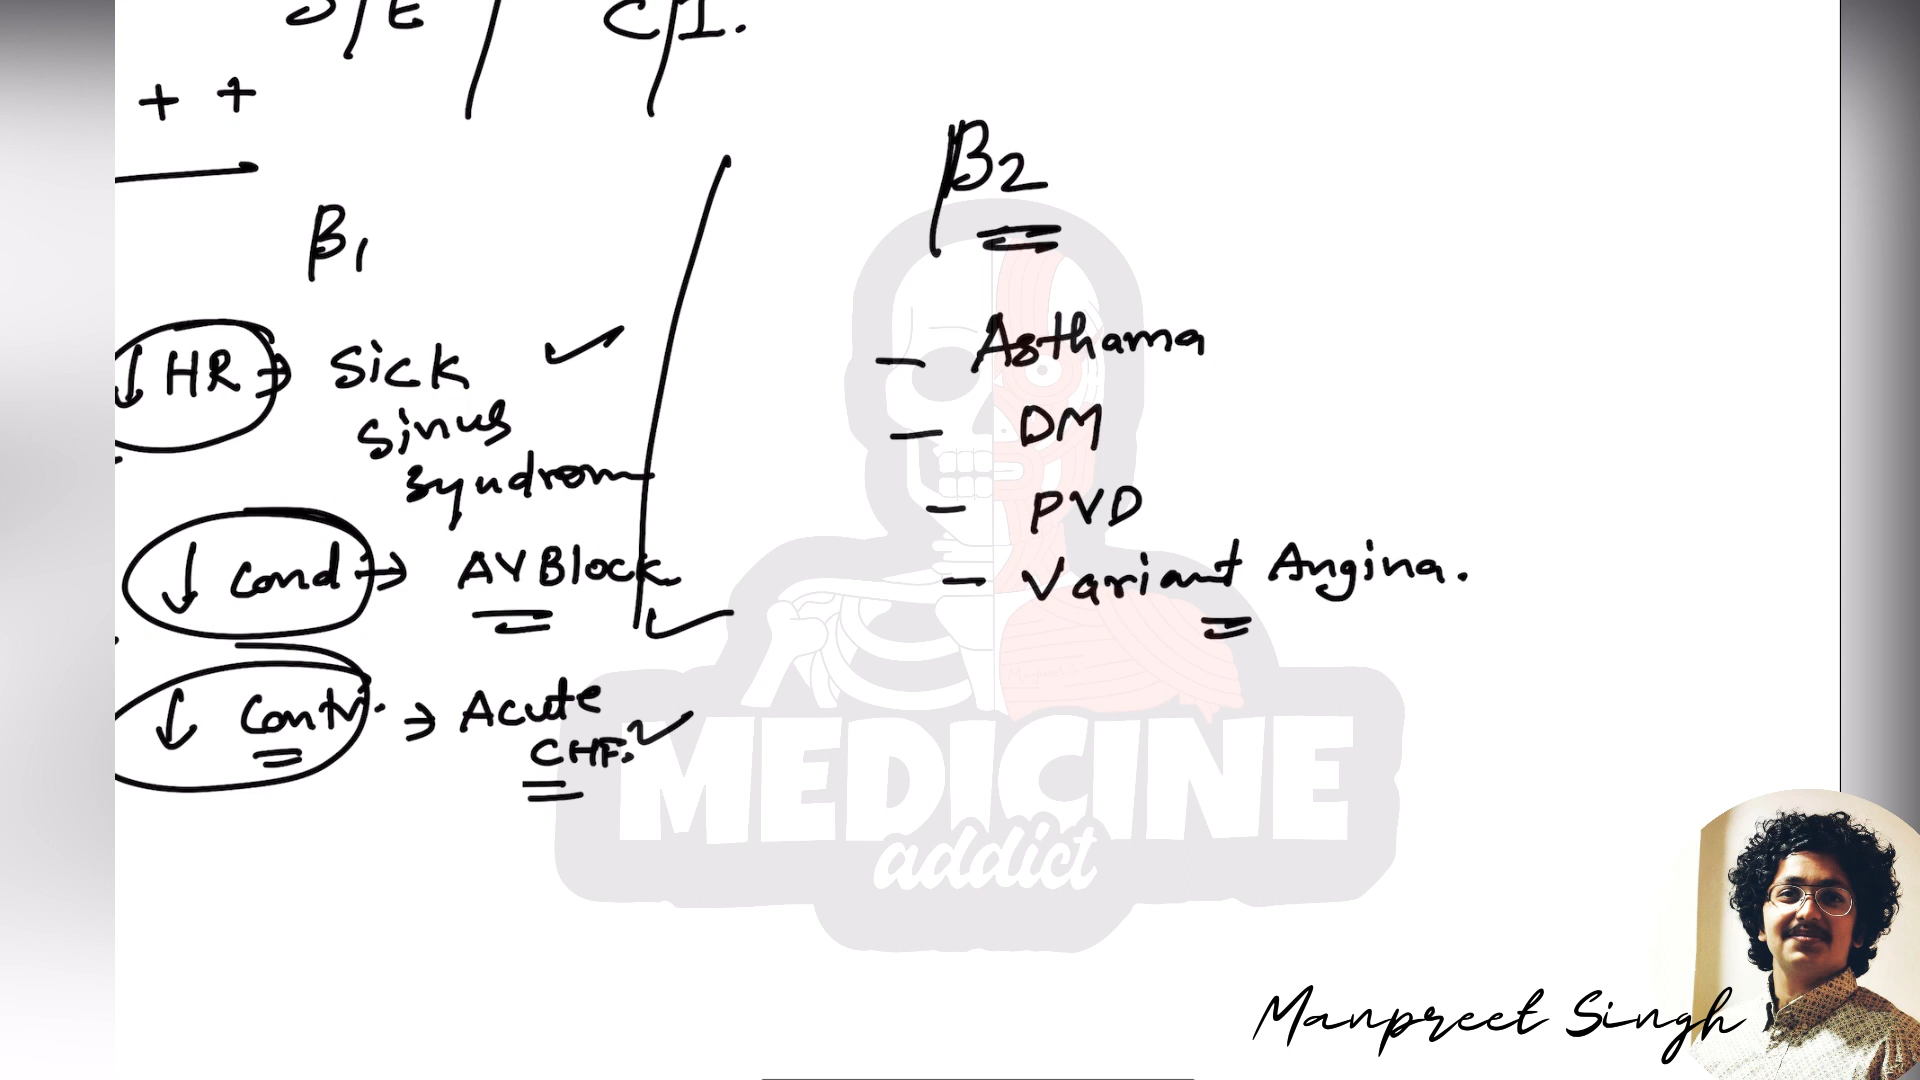 S/E / C/I.
+ +
β1
β2
↓ HR → Sick
Sinus
Syndrom
↓ Cond → AV Block
↓ Contr. → Acute
CHF.
– Asthama
– DM
– PVD
– Variant Angina.
MEDICINE
addict
Manpreet Singh